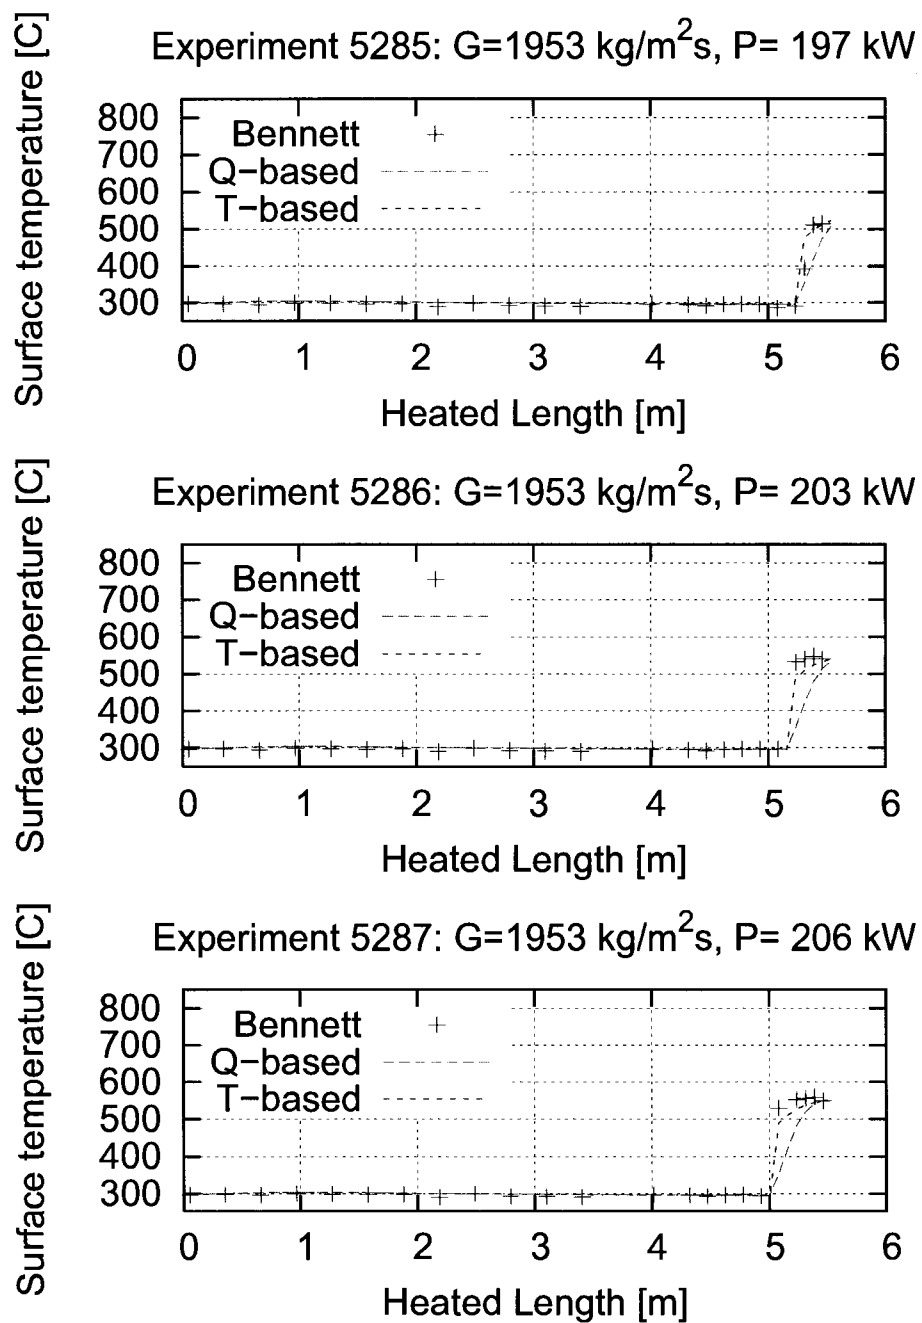 Experiment 5285: G=1953 kg/m²s, P= 197 kW
Surface temperature [C]
800
700
600
500
400
300
Bennett
Q−based
T−based
0 1 2 3 4 5 6
Heated Length [m]
Experiment 5286: G=1953 kg/m²s, P= 203 kW
Surface temperature [C]
800
700
600
500
400
300
Bennett
Q−based
T−based
0 1 2 3 4 5 6
Heated Length [m]
Experiment 5287: G=1953 kg/m²s, P= 206 kW
Surface temperature [C]
800
700
600
500
400
300
Bennett
Q−based
T−based
0 1 2 3 4 5 6
Heated Length [m]